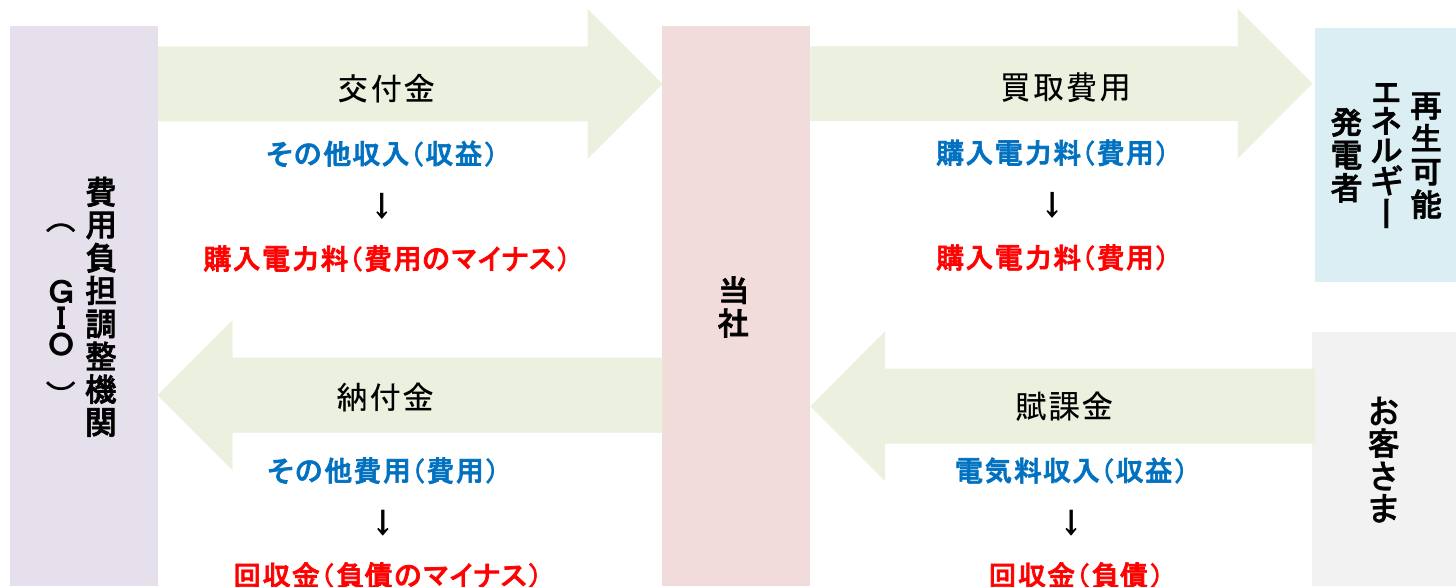 費用負担調整機関
（GIO）
交付金
その他収入（収益）
↓
購入電力料（費用のマイナス）
納付金
その他費用（費用）
↓
回収金（負債のマイナス）
当社
買取費用
購入電力料（費用）
↓
購入電力料（費用）
賦課金
電気料収入（収益）
↓
回収金（負債）
再生可能
エネルギー
発電者
お客さま